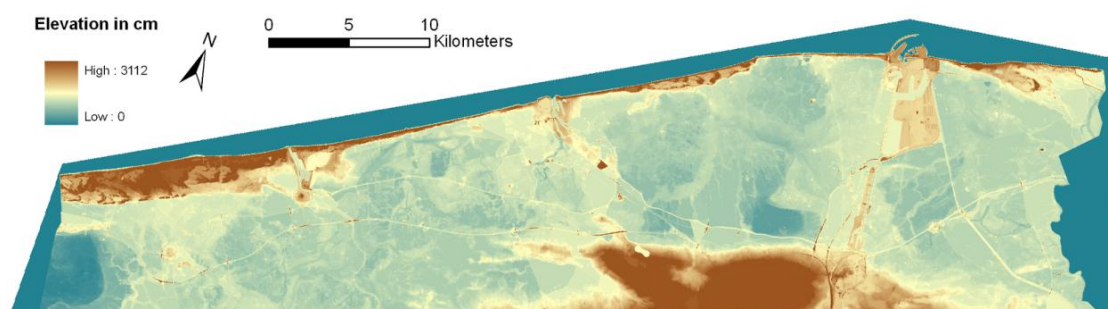 Elevation in cm
High : 3112
Low : 0
N
0 5 10
Kilometers